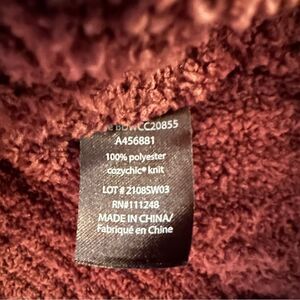 BDWCC20855
A456881
100% polyester
cozychic® knit
LOT # 2108SW03
RN#111248
MADE IN CHINA/
Fabriqué en Chine